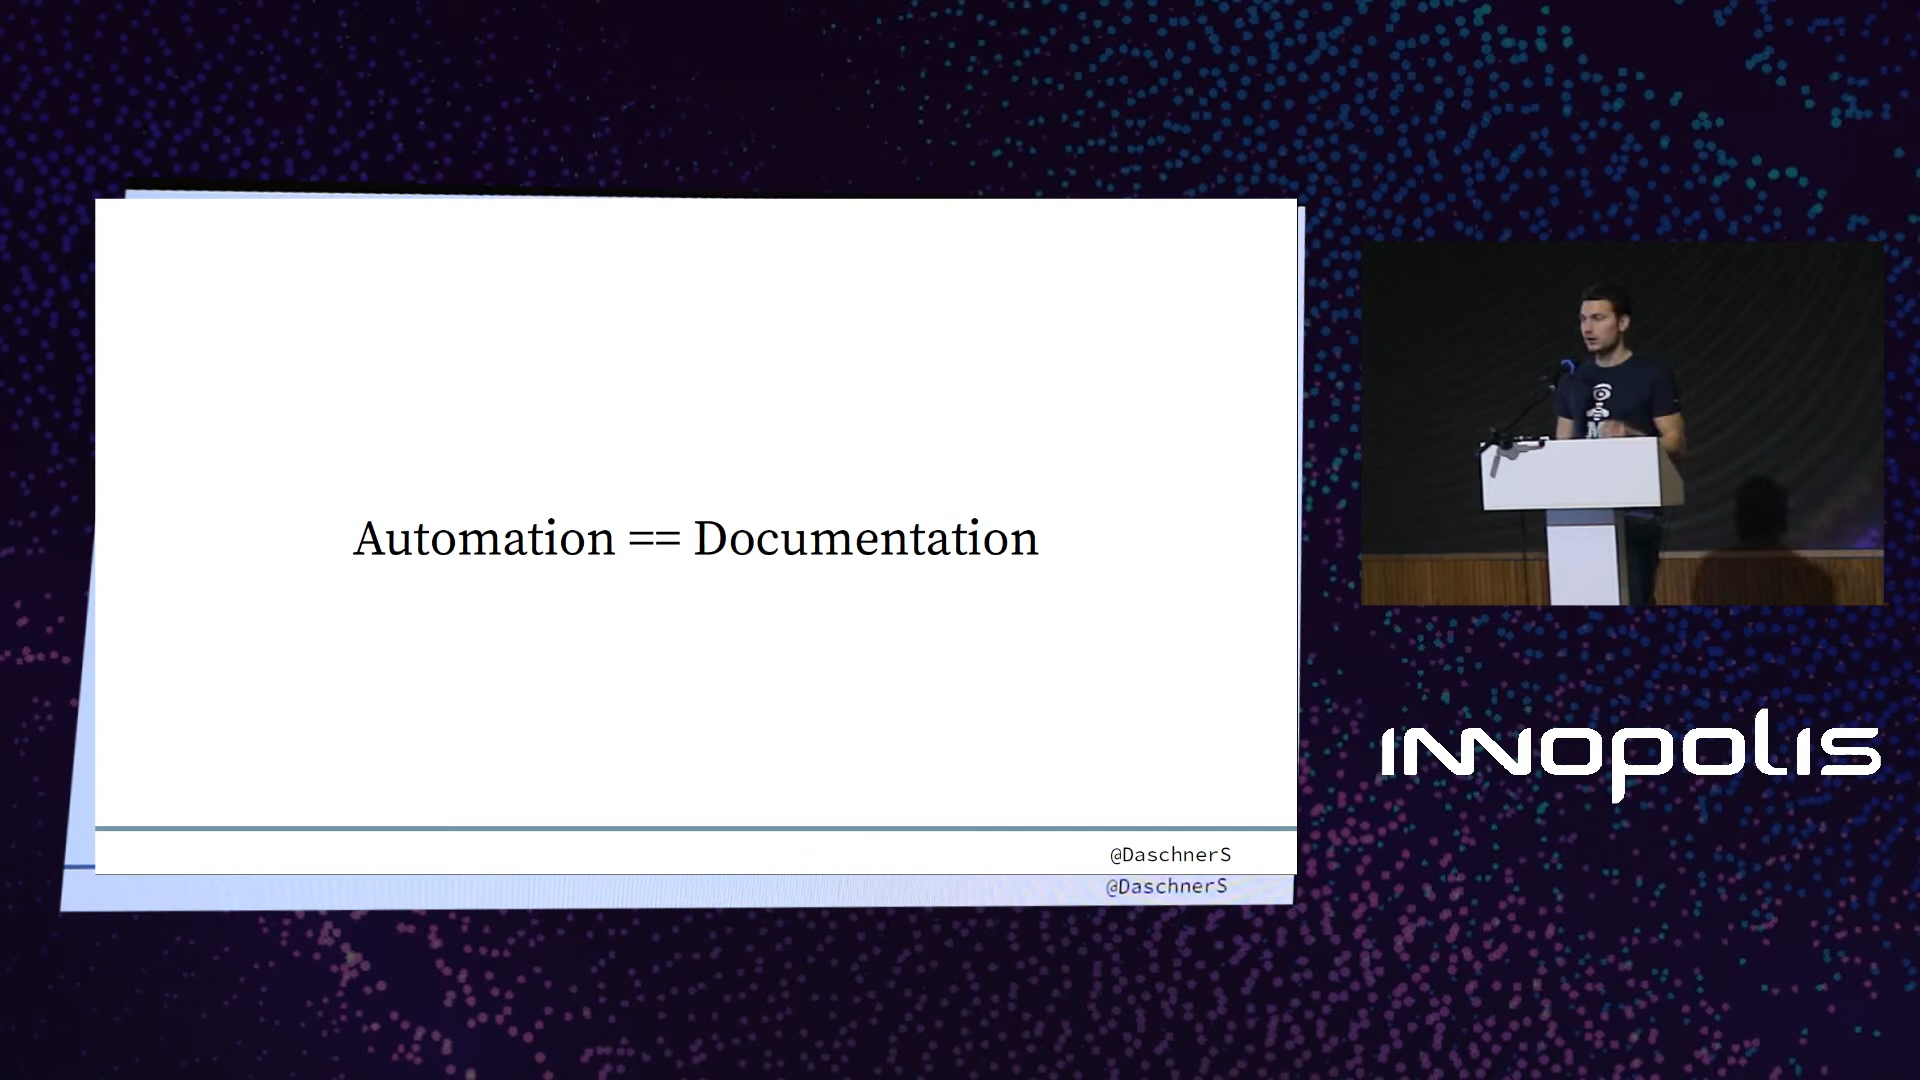 Automation == Documentation
@DaschnerS
@DaschnerS
INNOPOLIS